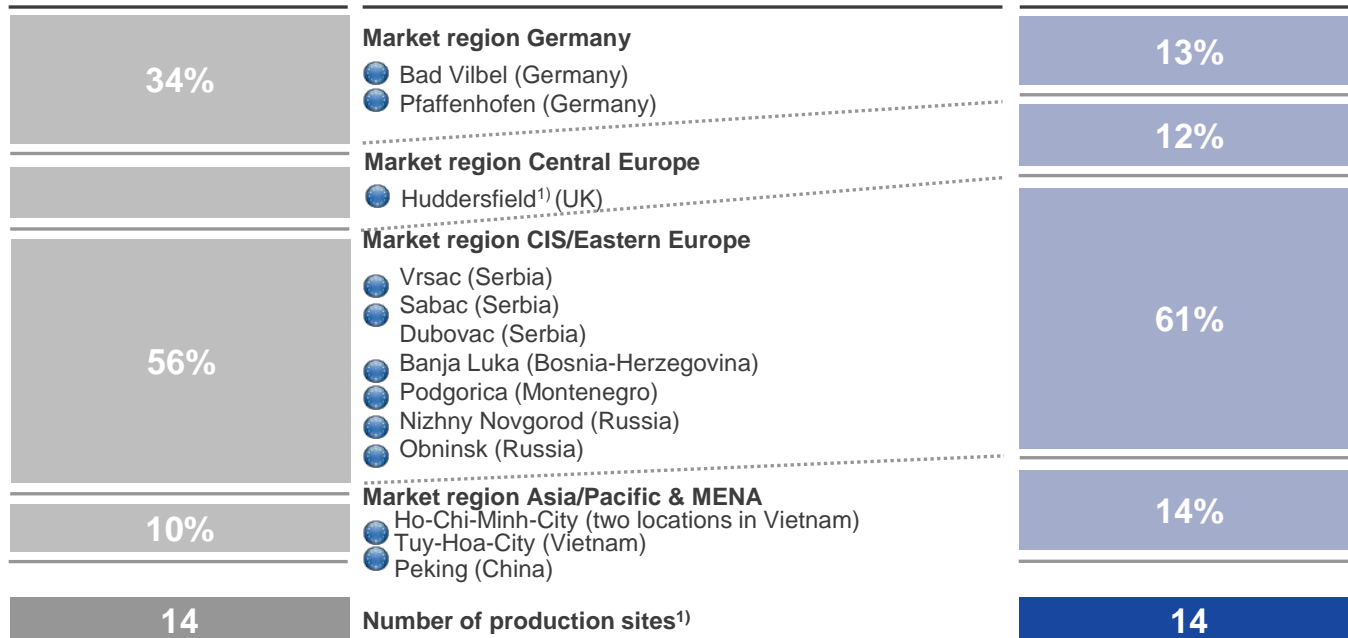 Market region Germany
34%
13%
Bad Vilbel (Germany)
Pfaffenhofen (Germany)
12%
Market region Central Europe
Huddersfield1) (UK)
Market region CIS/Eastern Europe
Vrsac (Serbia)
Sabac (Serbia)
Dubovac (Serbia)
61%
56%
Banja Luka (Bosnia-Herzegovina)
Podgorica (Montenegro)
Nizhny Novgorod (Russia)
Obninsk (Russia)
Market region Asia/Pacific & MENA
10%
14%
Ho-Chi-Minh-City (two locations in Vietnam)
Tuy-Hoa-City (Vietnam)
Peking (China)
14
Number of production sites1)
14